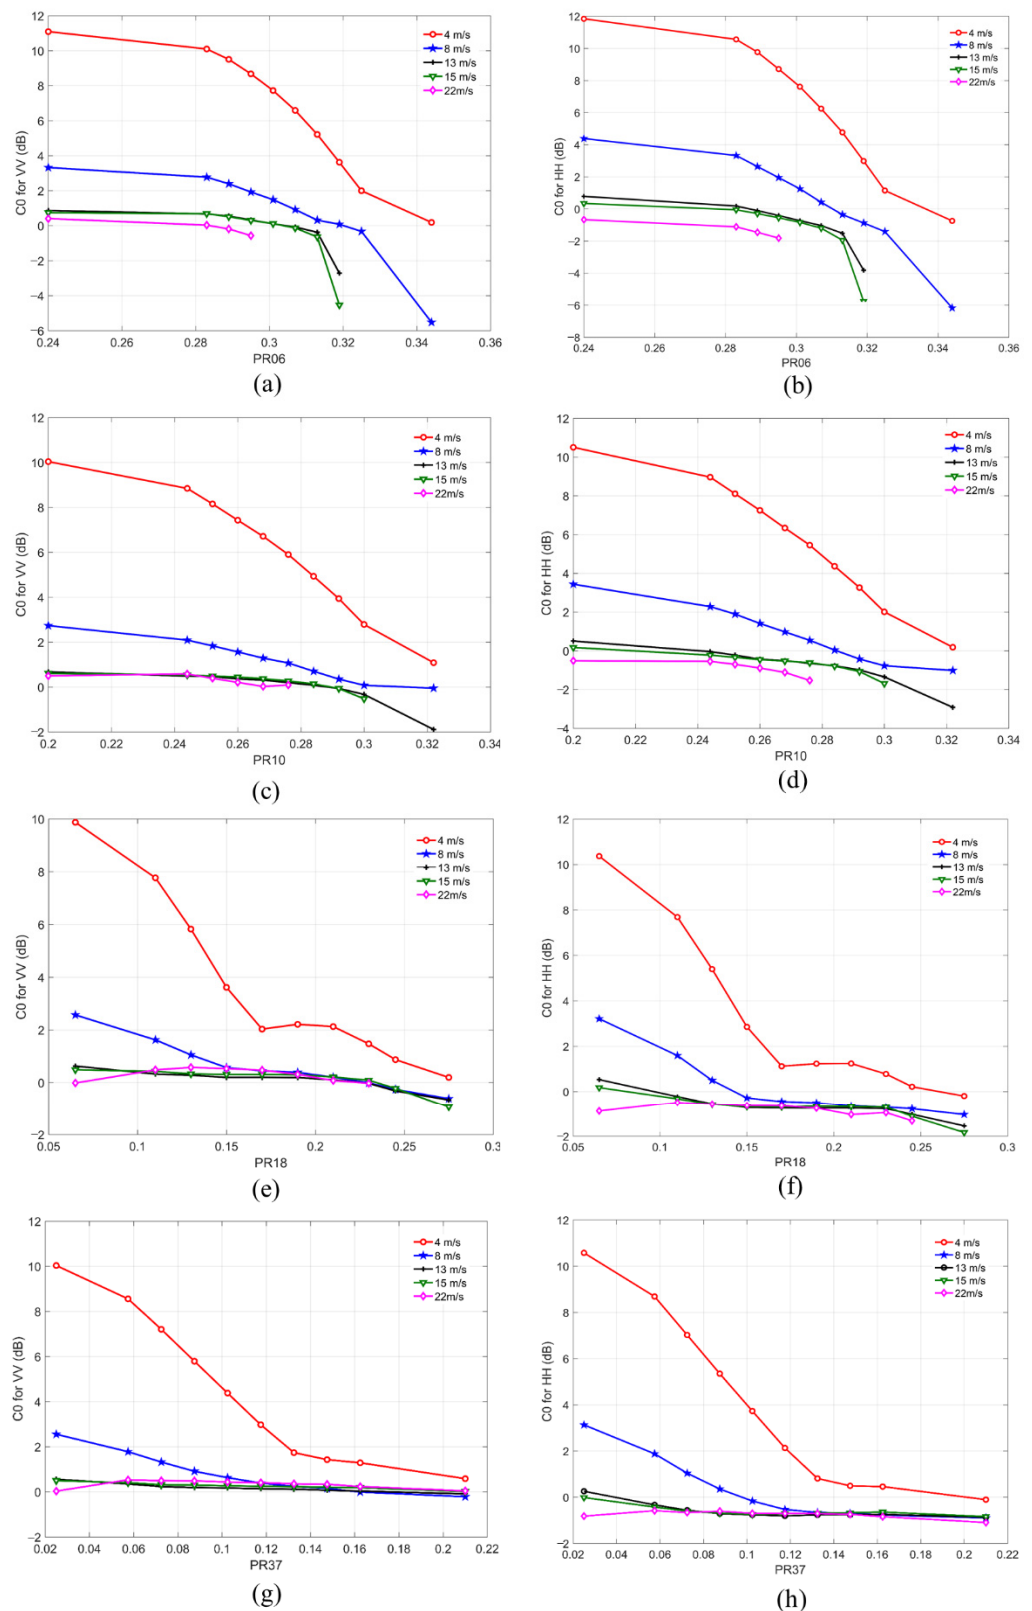 12
10
8
6
4
2
0
−2
−4
−6
C0 for VV (dB)
0.24 0.26 0.28 0.3 0.32 0.34 0.36
PR06
4 m/s
8 m/s
13 m/s
15 m/s
22m/s
(a)
12
10
8
6
4
2
0
−2
−4
−6
−8
C0 for HH (dB)
0.24 0.26 0.28 0.3 0.32 0.34 0.36
PR06
4 m/s
8 m/s
13 m/s
15 m/s
22m/s
(b)
12
10
8
6
4
2
0
−2
C0 for VV (dB)
0.2 0.22 0.24 0.26 0.28 0.3 0.32 0.34
PR10
4 m/s
8 m/s
13 m/s
15 m/s
22m/s
(c)
12
10
8
6
4
2
0
−2
−4
C0 for HH (dB)
0.2 0.22 0.24 0.26 0.28 0.3 0.32 0.34
PR10
4 m/s
8 m/s
13 m/s
15 m/s
22m/s
(d)
10
8
6
4
2
0
−2
C0 for VV (dB)
0.05 0.1 0.15 0.2 0.25 0.3
PR18
4 m/s
8 m/s
13 m/s
15 m/s
22m/s
(e)
12
10
8
6
4
2
0
−2
C0 for HH (dB)
0.05 0.1 0.15 0.2 0.25 0.3
PR18
4 m/s
8 m/s
13 m/s
15 m/s
22m/s
(f)
12
10
8
6
4
2
0
−2
C0 for VV (dB)
0.02 0.04 0.06 0.08 0.1 0.12 0.14 0.16 0.18 0.2 0.22
PR37
4 m/s
8 m/s
13 m/s
15 m/s
22m/s
(g)
12
10
8
6
4
2
0
−2
C0 for HH (dB)
0.02 0.04 0.06 0.08 0.1 0.12 0.14 0.16 0.18 0.2 0.22
PR37
4 m/s
8 m/s
13 m/s
15 m/s
22m/s
(h)